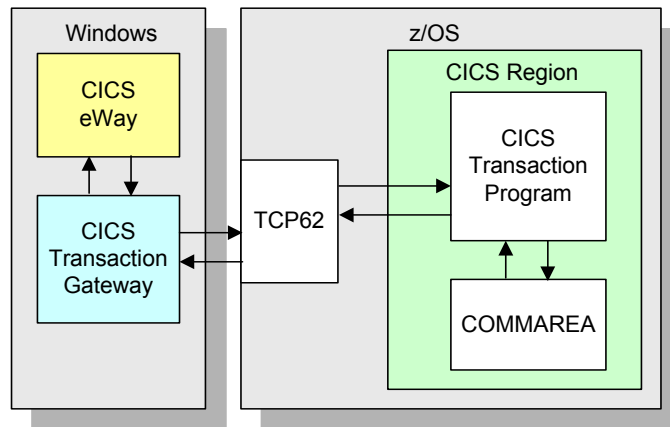 Windows
CICS
eWay
CICS
Transaction
Gateway
TCP62
z/OS
CICS Region
CICS
Transaction
Program
COMMAREA